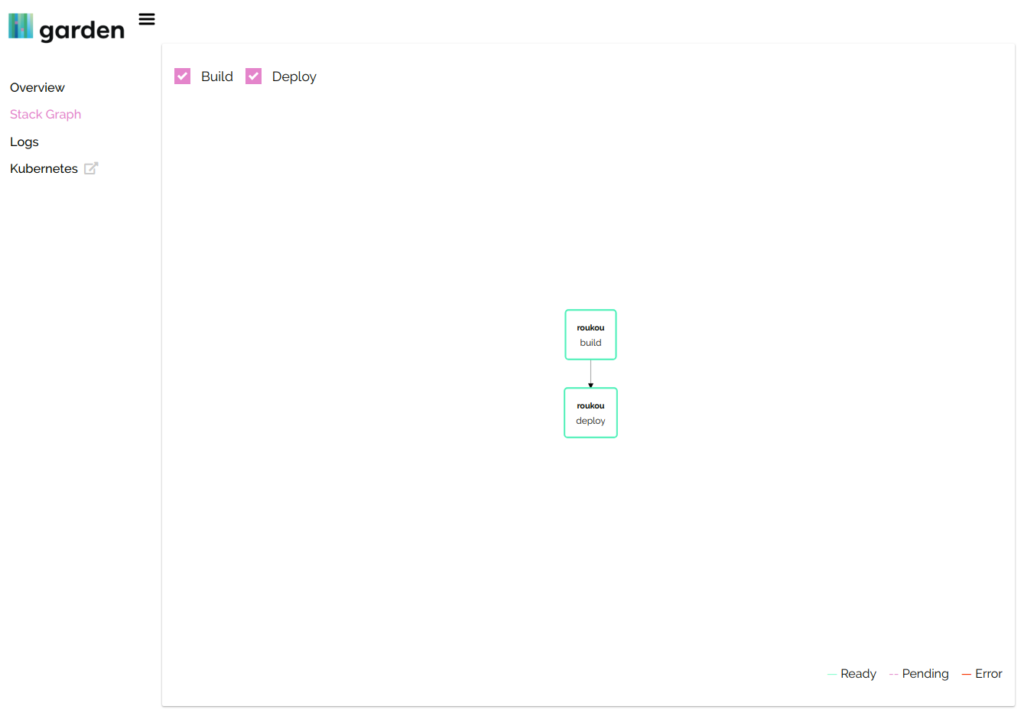 garden
Overview
Stack Graph
Logs
Kubernetes
Build Deploy
roukou
build
roukou
deploy
Ready Pending Error